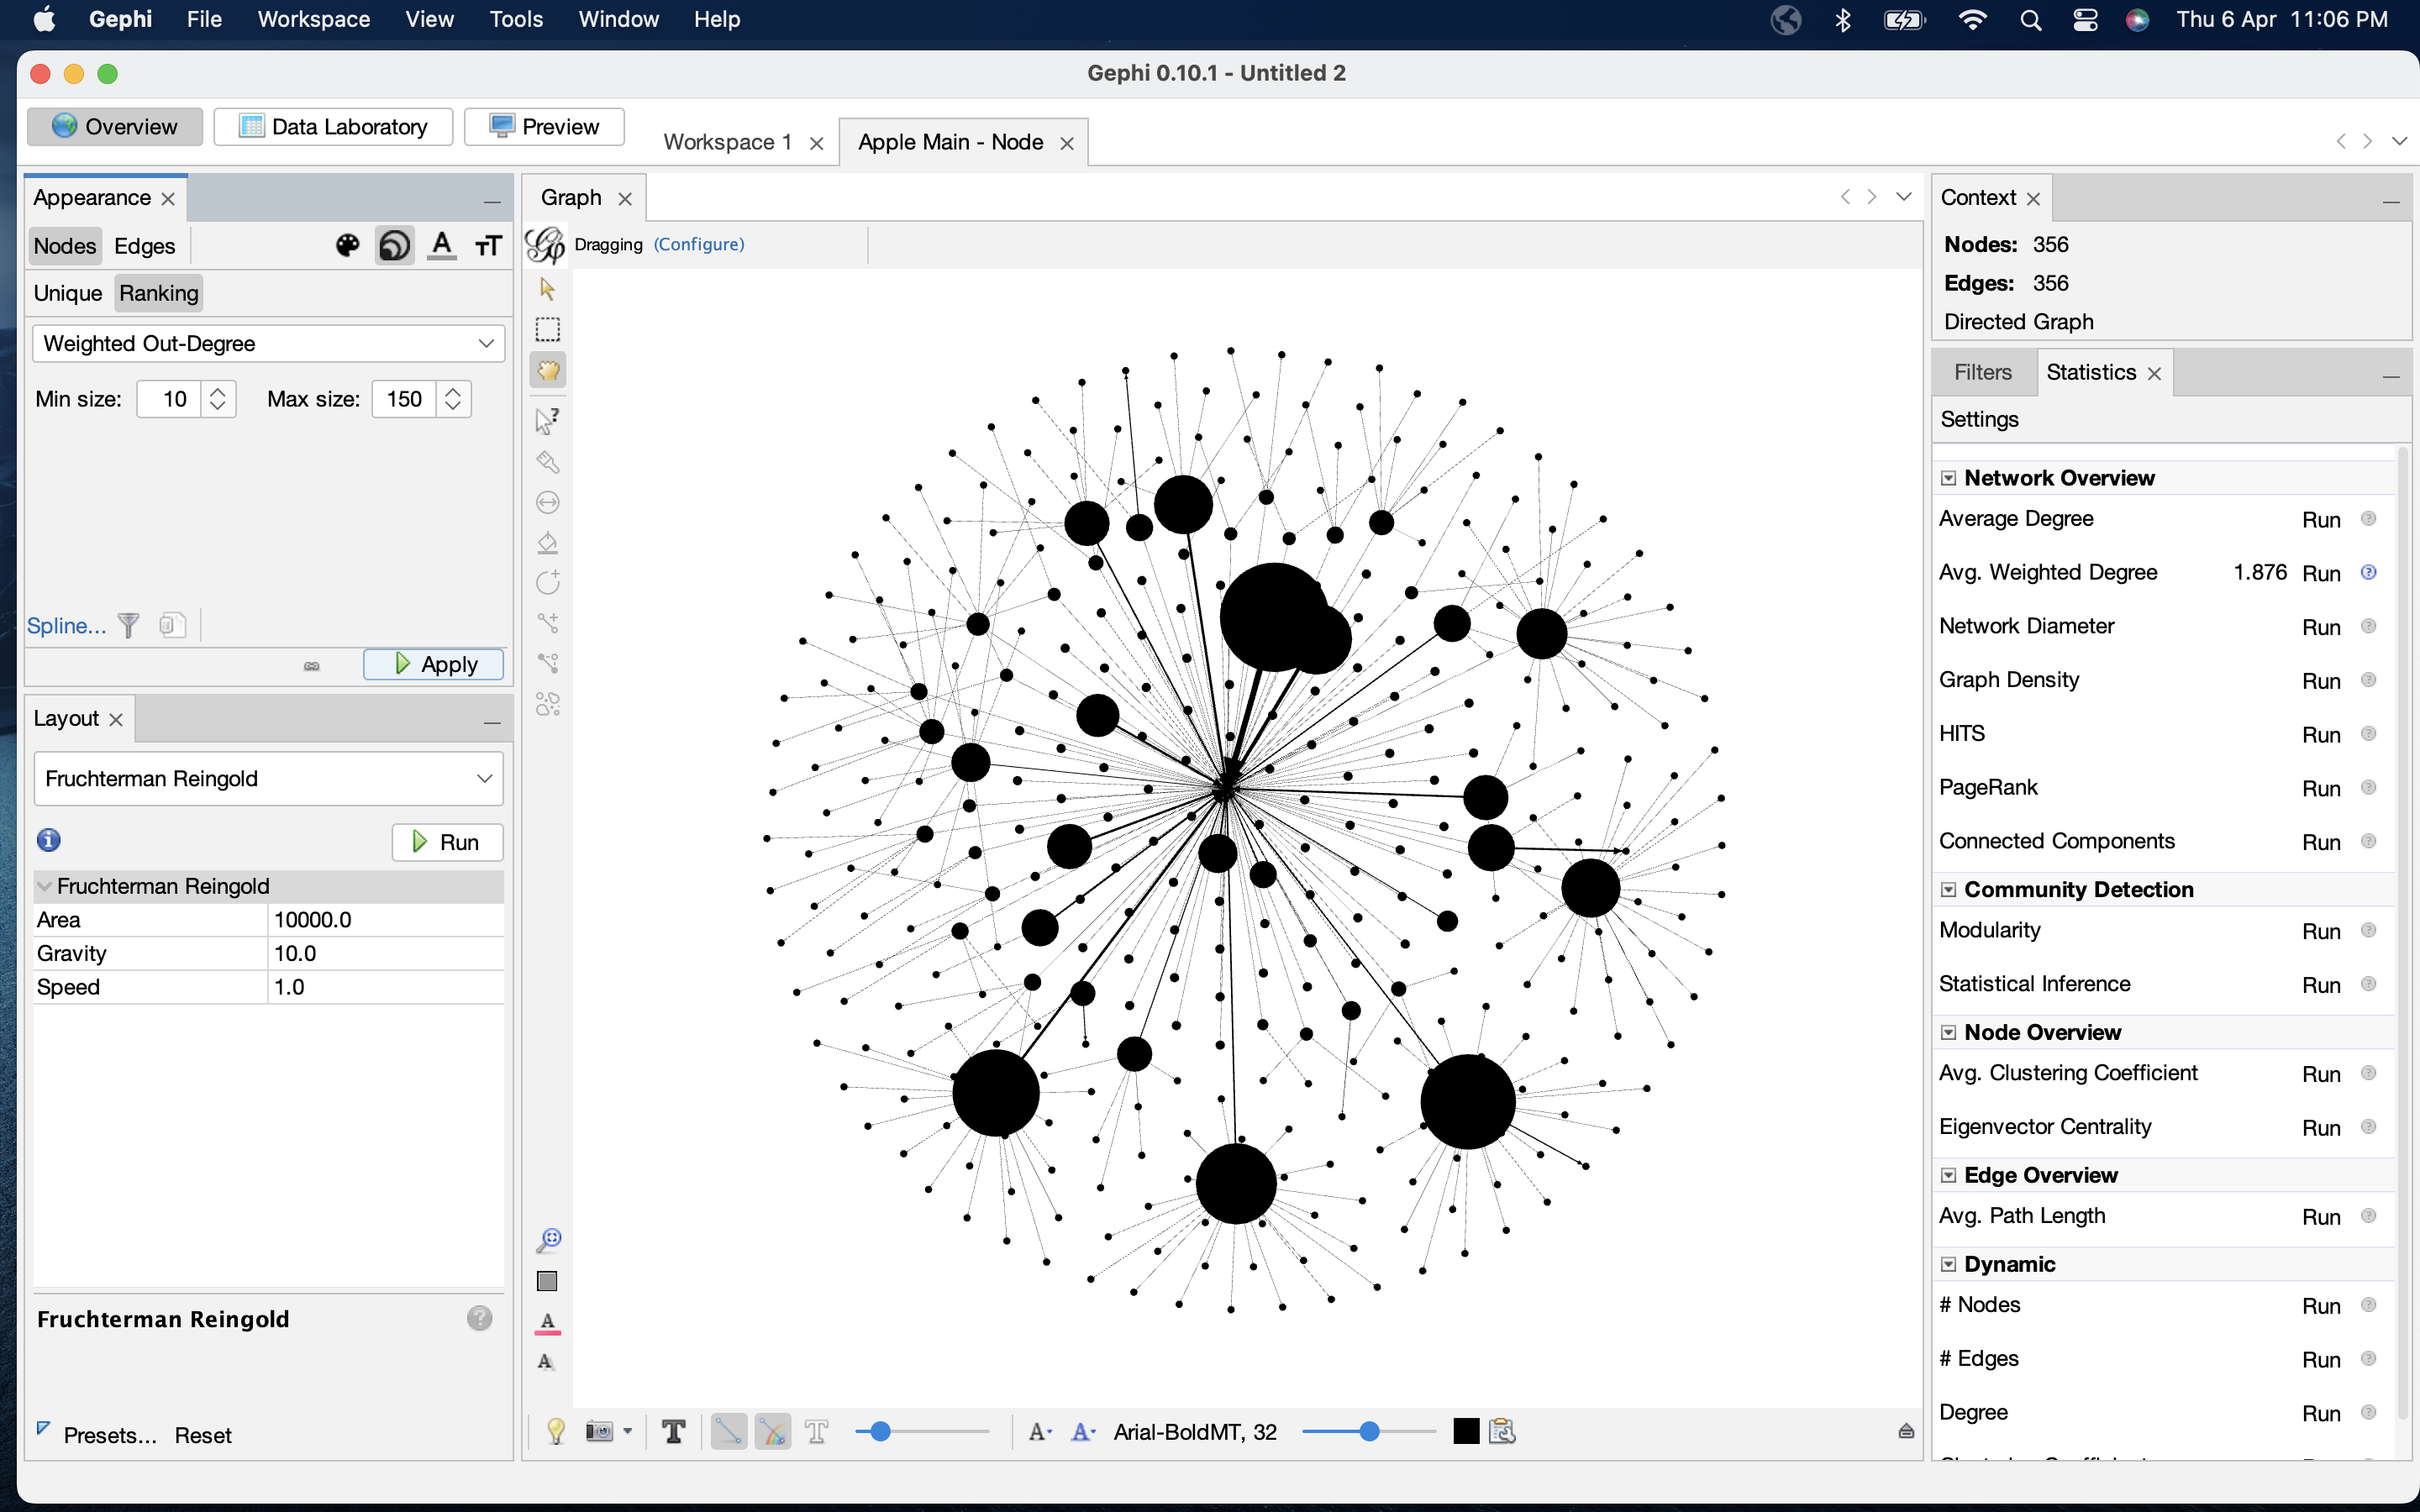 Gephi File Workspace View Tools Window Help Thu 6 Apr 11:06 PM
Gephi 0.10.1 - Untitled 2
Overview Data Laboratory Preview Workspace 1 Apple Main - Node
Appearance
Nodes Edges
Unique Ranking
Weighted Out-Degree
Min size: 10 Max size: 150
Spline...
Apply
Layout
Fruchterman Reingold
Run
Fruchterman Reingold
Area 10000.0
Gravity 10.0
Speed 1.0
Fruchterman Reingold
Presets... Reset
Graph
Dragging (Configure)
Arial-BoldMT, 32
Context
Nodes: 356
Edges: 356
Directed Graph
Filters Statistics
Settings
Network Overview
Average Degree Run
Avg. Weighted Degree 1.876 Run
Network Diameter Run
Graph Density Run
HITS Run
PageRank Run
Connected Components Run
Community Detection
Modularity Run
Statistical Inference Run
Node Overview
Avg. Clustering Coefficient Run
Eigenvector Centrality Run
Edge Overview
Avg. Path Length Run
Dynamic
# Nodes Run
# Edges Run
Degree Run